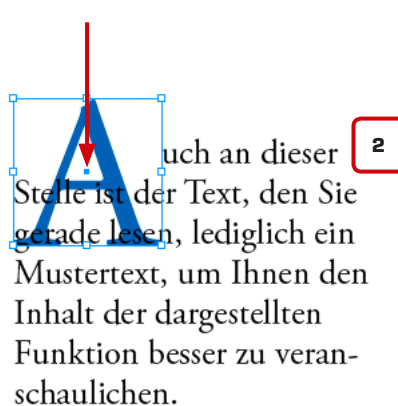 Auch an dieser
2
Stelle ist der Text, den Sie
gerade lesen, lediglich ein
Mustertext, um Ihnen den
Inhalt der dargestellten
Funktion besser zu veran-
schaulichen.